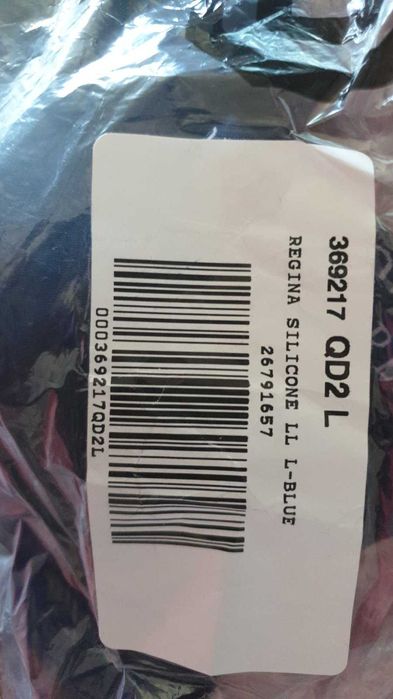 369217 QD2 L
REGINA SILICONE LL L-BLUE
26791657
000369217QD2L